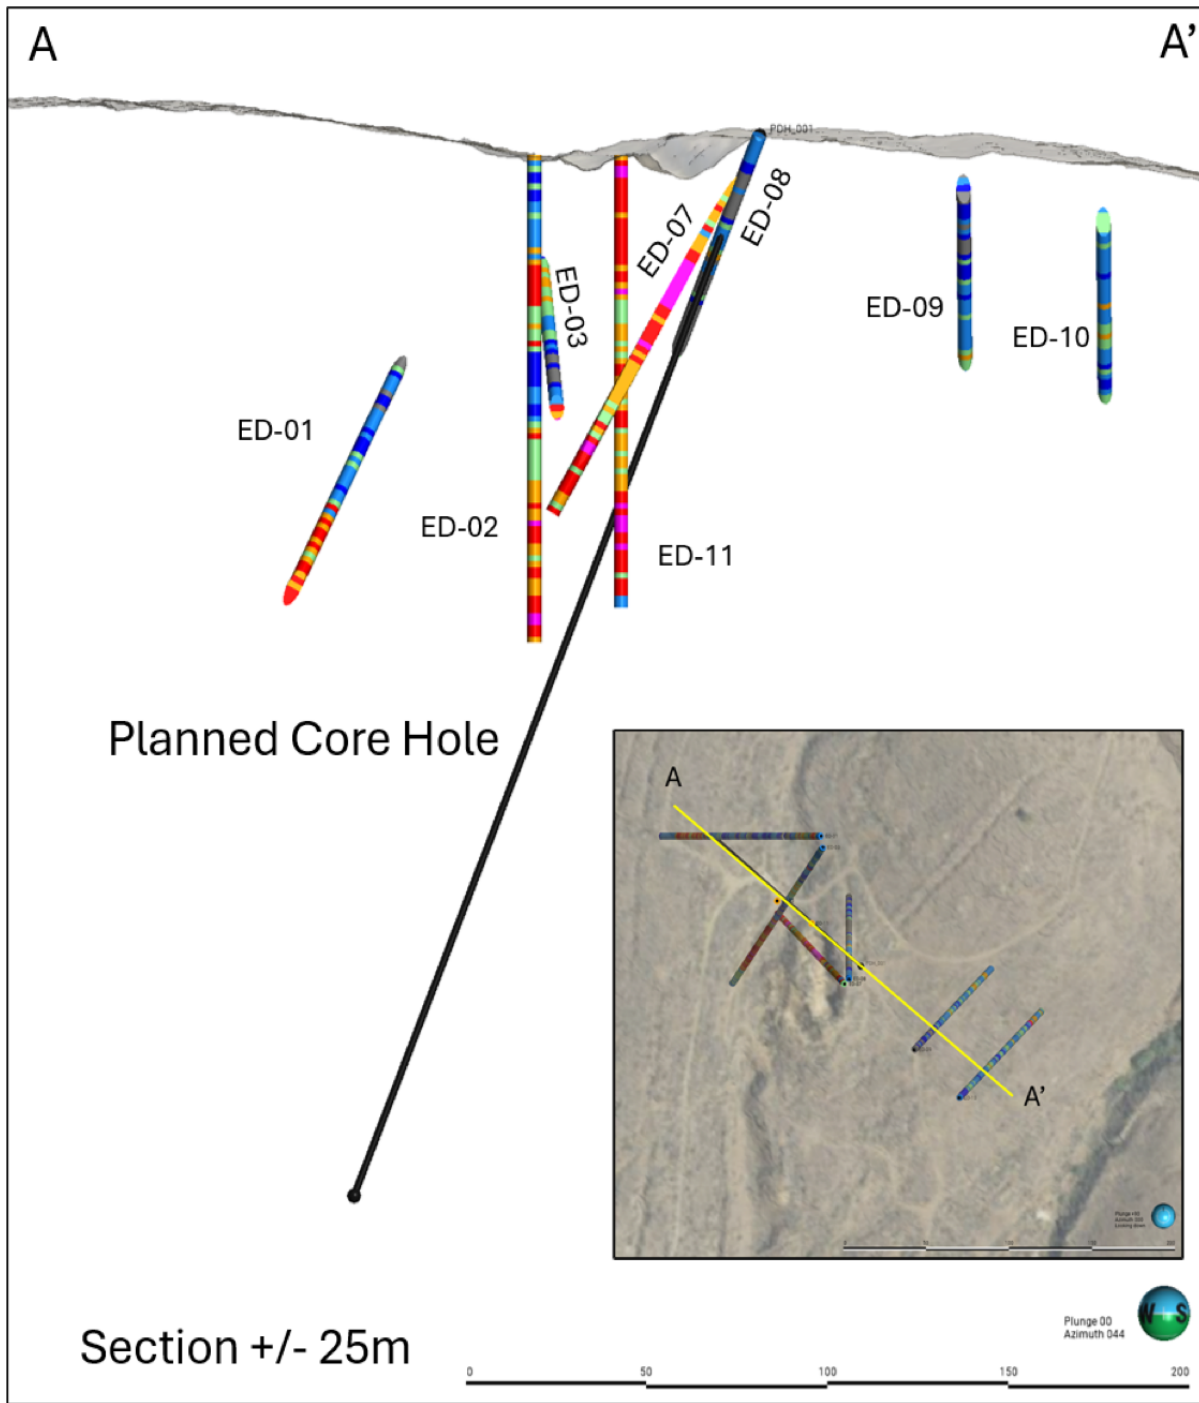 A
A'
PDH_001
ED-08
ED-07
ED-03
ED-09
ED-10
ED-01
ED-02
ED-11
Planned Core Hole
A
A'
Section +/- 25m
Plunge 00
Azimuth 044
W S
0 50 100 150 200